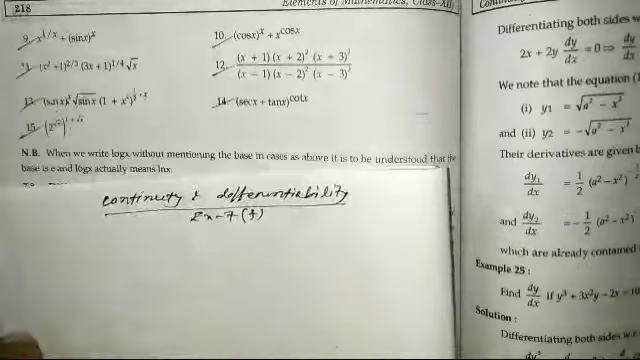 218
Elements of Mathematics, Class-XII
9. x^{1/x} + (sinx)^x
10. (cosx)^x + x^{cosx}
11. (x² +1)^{2/3} (3x + 1)^{1/4} √x
12. (x + 1) (x + 2)² (x + 3)³ / (x − 1) (x − 2)² (x − 3)³
14. (secx + tanx)^{cotx}
N.B. When we write logx without mentioning the base in cases as above it is to be understood that the
base is e and logx actually means lnx
continuity & differentiability
Ex-7(f)
Differentiating both sides w
2x + 2y dy/dx = 0 ⇒ dy/dx
We note that the equation (1
(i) y₁ = √(a² − x²)
and (ii) y₂ = −√(a² − x²)
Their derivatives are given b
dy₁/dx = 1/2 (a² − x²)
and dy₂/dx = −1/2 (a² − x²)
which are already contained
Example 25 :
Find dy/dx if y³ + 3x²y − 2x = 10
Solution :
Differentiating both sides w.r.